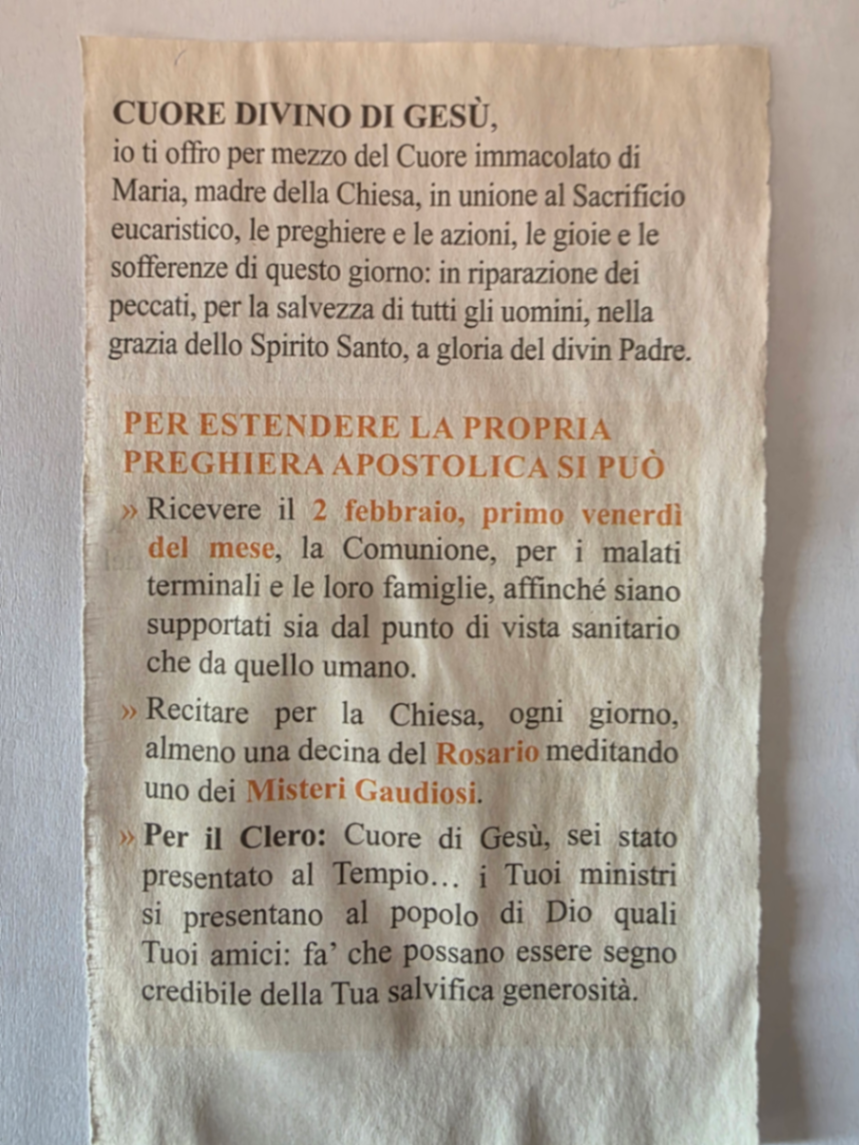 CUORE DIVINO DI GESÙ,
io ti offro per mezzo del Cuore immacolato di
Maria, madre della Chiesa, in unione al Sacrificio
eucaristico, le preghiere e le azioni, le gioie e le
sofferenze di questo giorno: in riparazione dei
peccati, per la salvezza di tutti gli uomini, nella
grazia dello Spirito Santo, a gloria del divin Padre.
PER ESTENDERE LA PROPRIA
PREGHIERA APOSTOLICA SI PUÒ
» Ricevere il 2 febbraio, primo venerdì
del mese, la Comunione, per i malati
terminali e le loro famiglie, affinché siano
supportati sia dal punto di vista sanitario
che da quello umano.
» Recitare per la Chiesa, ogni giorno,
almeno una decina del Rosario meditando
uno dei Misteri Gaudiosi.
» Per il Clero: Cuore di Gesù, sei stato
presentato al Tempio… i Tuoi ministri
si presentano al popolo di Dio quali
Tuoi amici: fa’ che possano essere segno
credibile della Tua salvifica generosità.